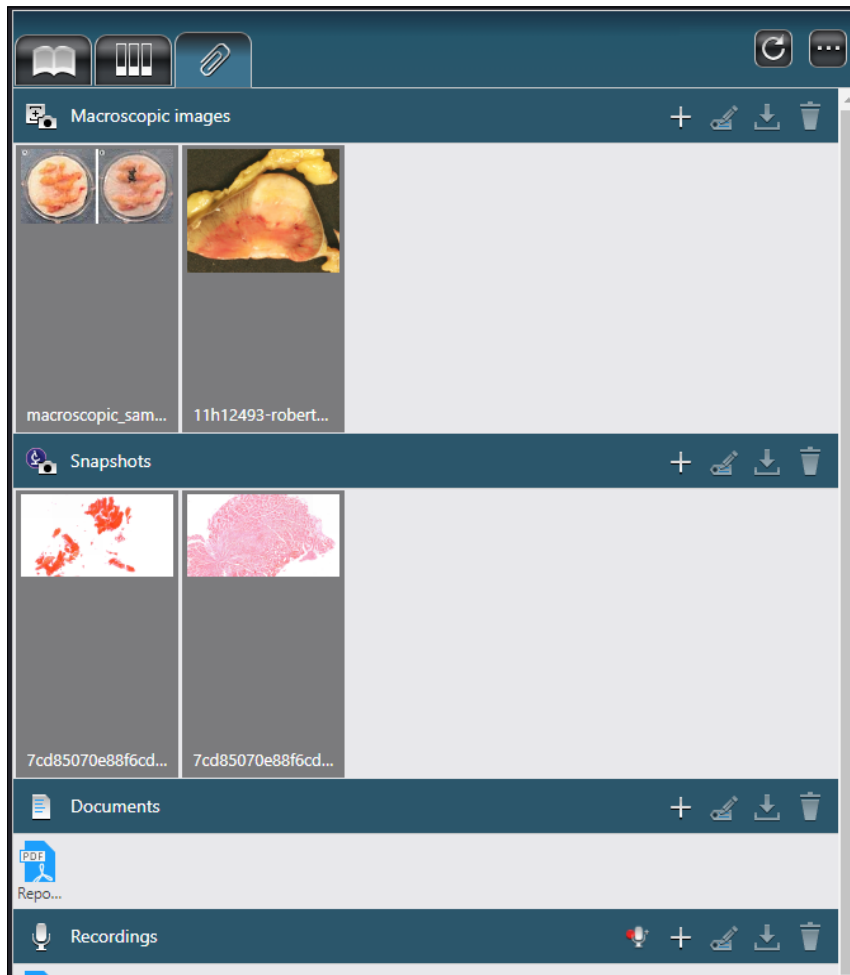 Macroscopic images
macroscopic_sam...
11h12493-robert...
Snapshots
7cd85070e88f6cd...
7cd85070e88f6cd...
Documents
PDF
Repo...
Recordings